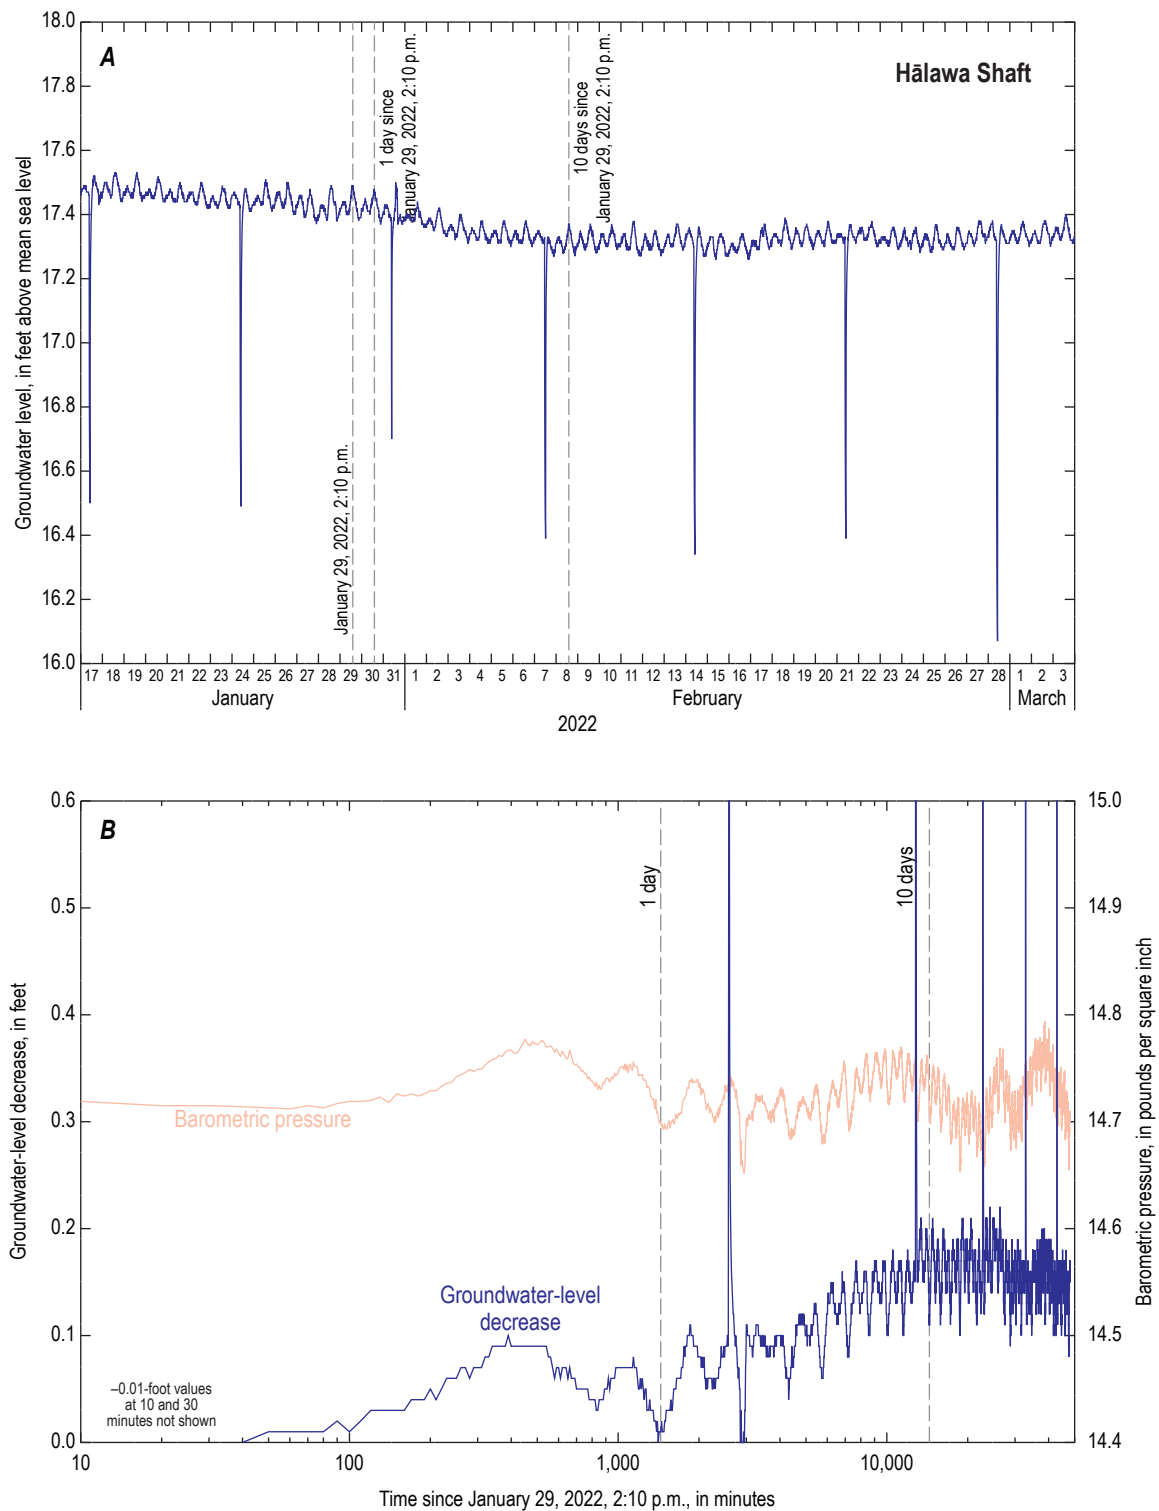 A
Hālawa Shaft
18.0
17.8
17.6
17.4
17.2
17.0
16.8
16.6
16.4
16.2
16.0
Groundwater level, in feet above mean sea level
January 29, 2022, 2:10 p.m.
1 day since
January 29, 2022, 2:10 p.m.
10 days since
January 29, 2022, 2:10 p.m.
17 18 19 20 21 22 23 24 25 26 27 28 29 30 31 1 2 3 4 5 6 7 8 9 10 11 12 13 14 15 16 17 18 19 20 21 22 23 24 25 26 27 28 1 2 3
January February March
2022
B
0.6
0.5
0.4
0.3
0.2
0.1
0.0
Groundwater-level decrease, in feet
15.0
14.9
14.8
14.7
14.6
14.5
14.4
Barometric pressure, in pounds per square inch
1 day
10 days
Barometric pressure
Groundwater-level
decrease
–0.01-foot values
at 10 and 30
minutes not shown
10 100 1,000 10,000
Time since January 29, 2022, 2:10 p.m., in minutes